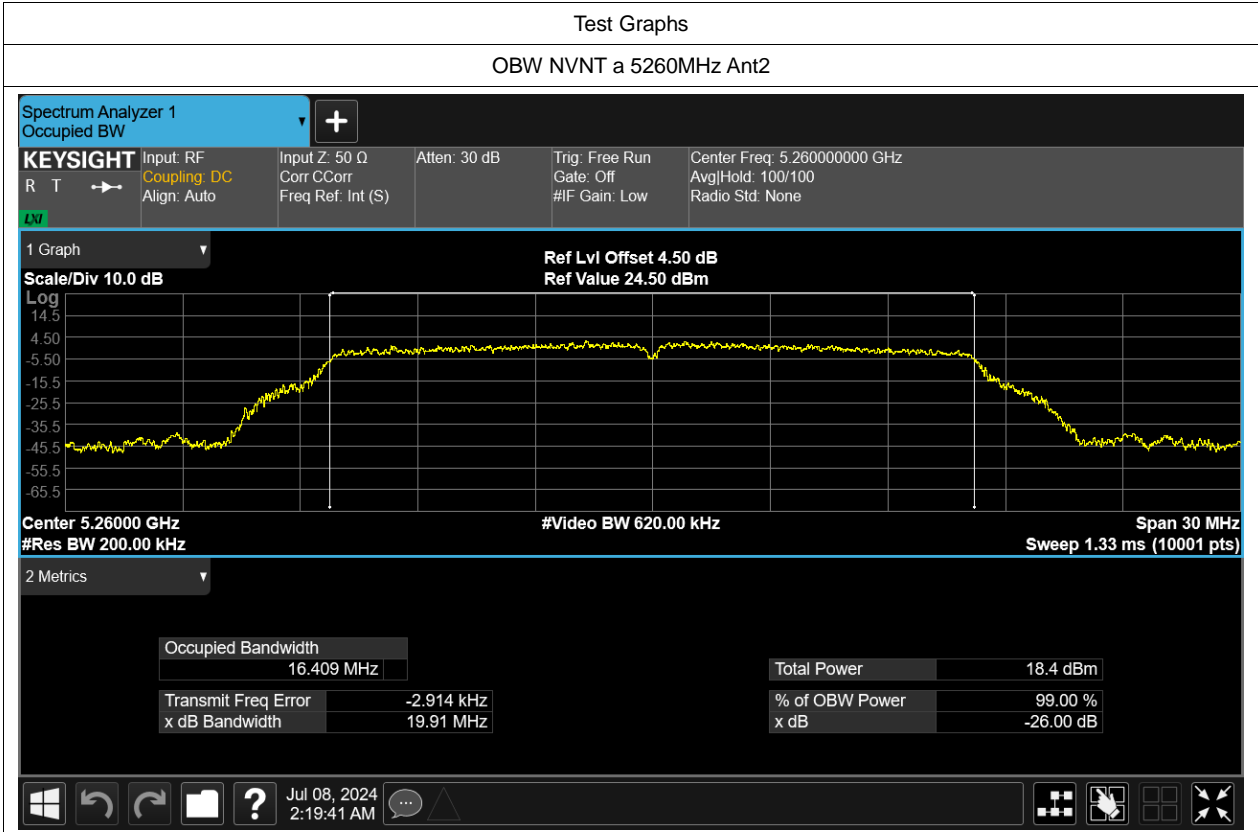 Test Graphs
OBW NVNT a 5260MHz Ant2
Spectrum Analyzer 1
Occupied BW
KEYSIGHT
R T
LXI
Input: RF
Coupling: DC
Align: Auto
Input Z: 50 Ω
Corr CCorr
Freq Ref: Int (S)
Atten: 30 dB
Trig: Free Run
Gate: Off
#IF Gain: Low
Center Freq: 5.260000000 GHz
Avg|Hold: 100/100
Radio Std: None
1 Graph
Scale/Div 10.0 dB
Ref Lvl Offset 4.50 dB
Ref Value 24.50 dBm
Log
14.5
4.50
-5.50
-15.5
-25.5
-35.5
-45.5
-55.5
-65.5
Center 5.26000 GHz
#Video BW 620.00 kHz
Span 30 MHz
#Res BW 200.00 kHz
Sweep 1.33 ms (10001 pts)
2 Metrics
Occupied Bandwidth
16.409 MHz
Total Power 18.4 dBm
Transmit Freq Error -2.914 kHz
% of OBW Power 99.00 %
x dB Bandwidth 19.91 MHz
x dB -26.00 dB
?
Jul 08, 2024
2:19:41 AM